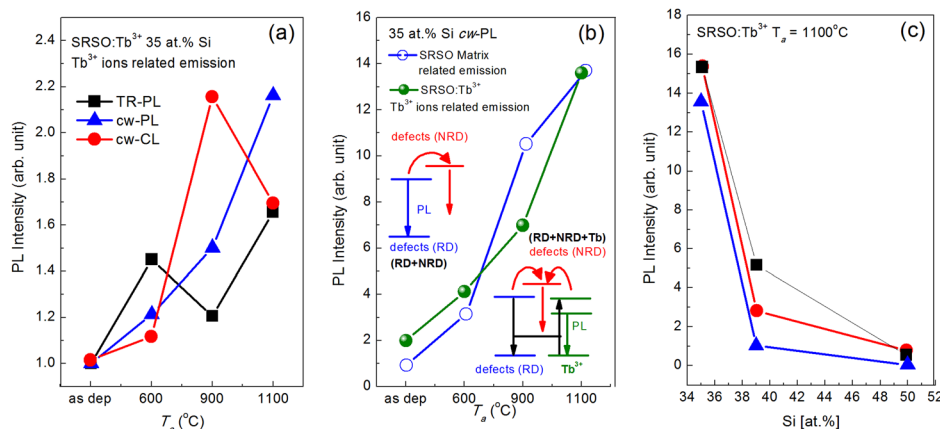 (a)
SRSO:Tb³⁺ 35 at.% Si
Tb³⁺ ions related emission
TR-PL
cw-PL
cw-CL
PL Intensity (arb. unit)
2.2
2.0
1.8
1.6
1.4
1.2
1.0
as dep 600 900 1100
Tₐ (°C)
(b)
35 at.% Si cw-PL
SRSO Matrix
related emission
SRSO:Tb³⁺
Tb³⁺ ions related emission
defects (NRD)
PL
defects (RD)
(RD+NRD)
(RD+NRD+Tb)
defects (NRD)
PL
defects (RD)
Tb³⁺
PL Intensity (arb. unit)
16
14
12
10
8
6
4
2
0
as dep 600 900 1100
Tₐ (°C)
(c)
SRSO:Tb³⁺ Tₐ = 1100°C
PL Intensity (arb. unit)
18
16
14
12
10
8
6
4
2
0
34 36 38 40 42 44 46 48 50 52
Si [at.%]